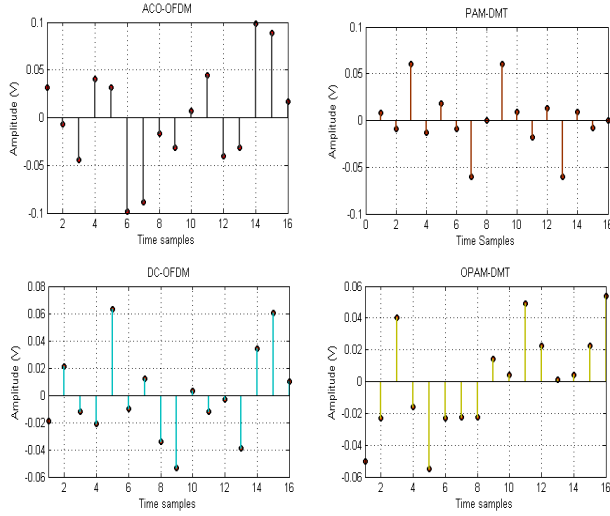 ACO-OFDM
0.1
0.05
0
-0.05
-0.1
2 4 6 8 10 12 14 16
Time samples
Amplitude (V)
PAM-DMT
0.1
0.05
0
-0.05
-0.1
0 2 4 6 8 10 12 14 16
Time Samples
Amplitude (V)
DC-OFDM
0.08
0.06
0.04
0.02
0
-0.02
-0.04
-0.06
2 4 6 8 10 12 14 16
Time samples
Amplitude (V)
OPAM-DMT
0.06
0.04
0.02
0
-0.02
-0.04
-0.06
2 4 6 8 10 12 14 16
Time samples
Amplitude (V)